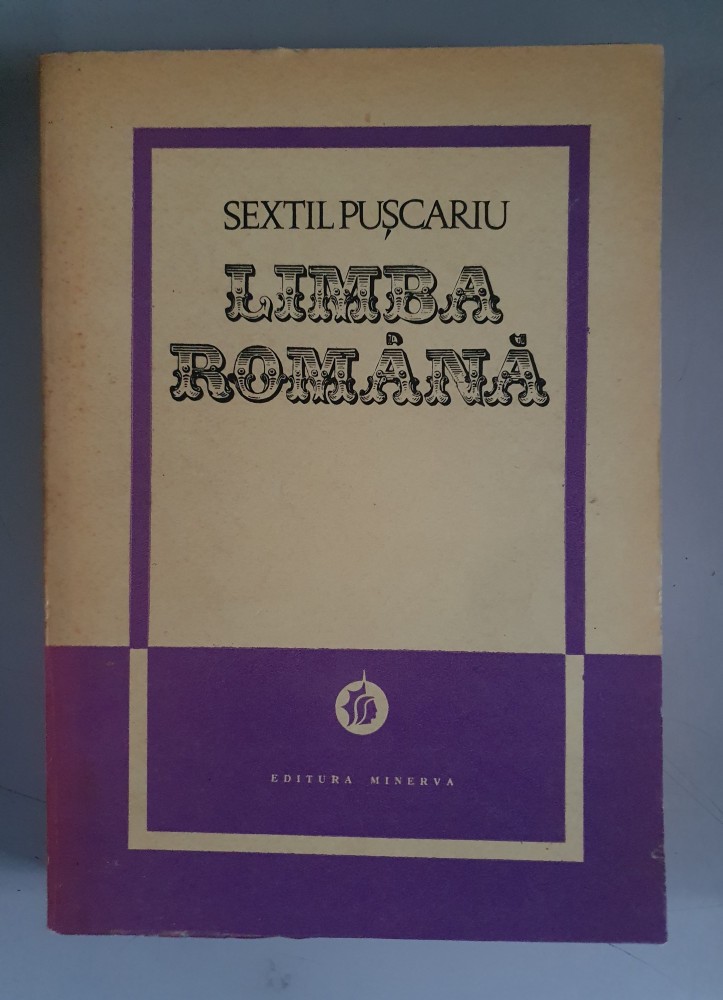 SEXTIL PUȘCARIU
LIMBA
ROMÂNĂ
EDITURA MINERVA